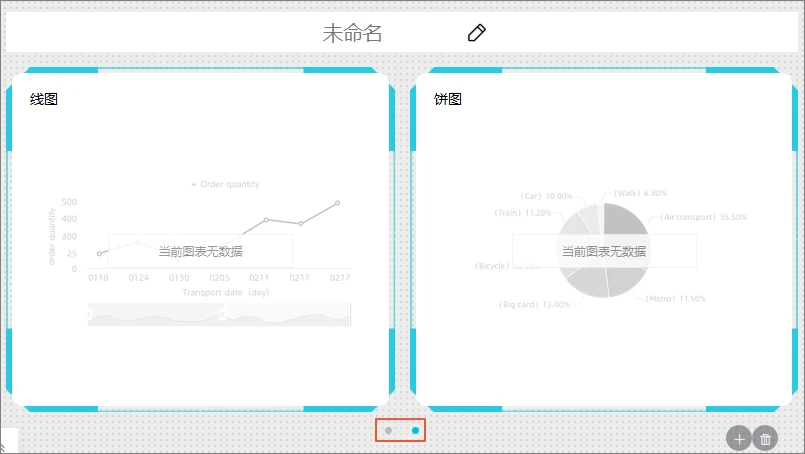 未命名
线图
Order quantity
500
400
300
25
0
order quantity
当前图表无数据
0118 0124 0130 0205 0211 0217 0217
Transport date (day)
饼图
(Car) 10.00%
(Walk) 6.80%
(Train) 11.20%
(Air transport) 35.50%
当前图表无数据
(Bicycle)
(Big card) 13.00%
(Metro) 11.50%